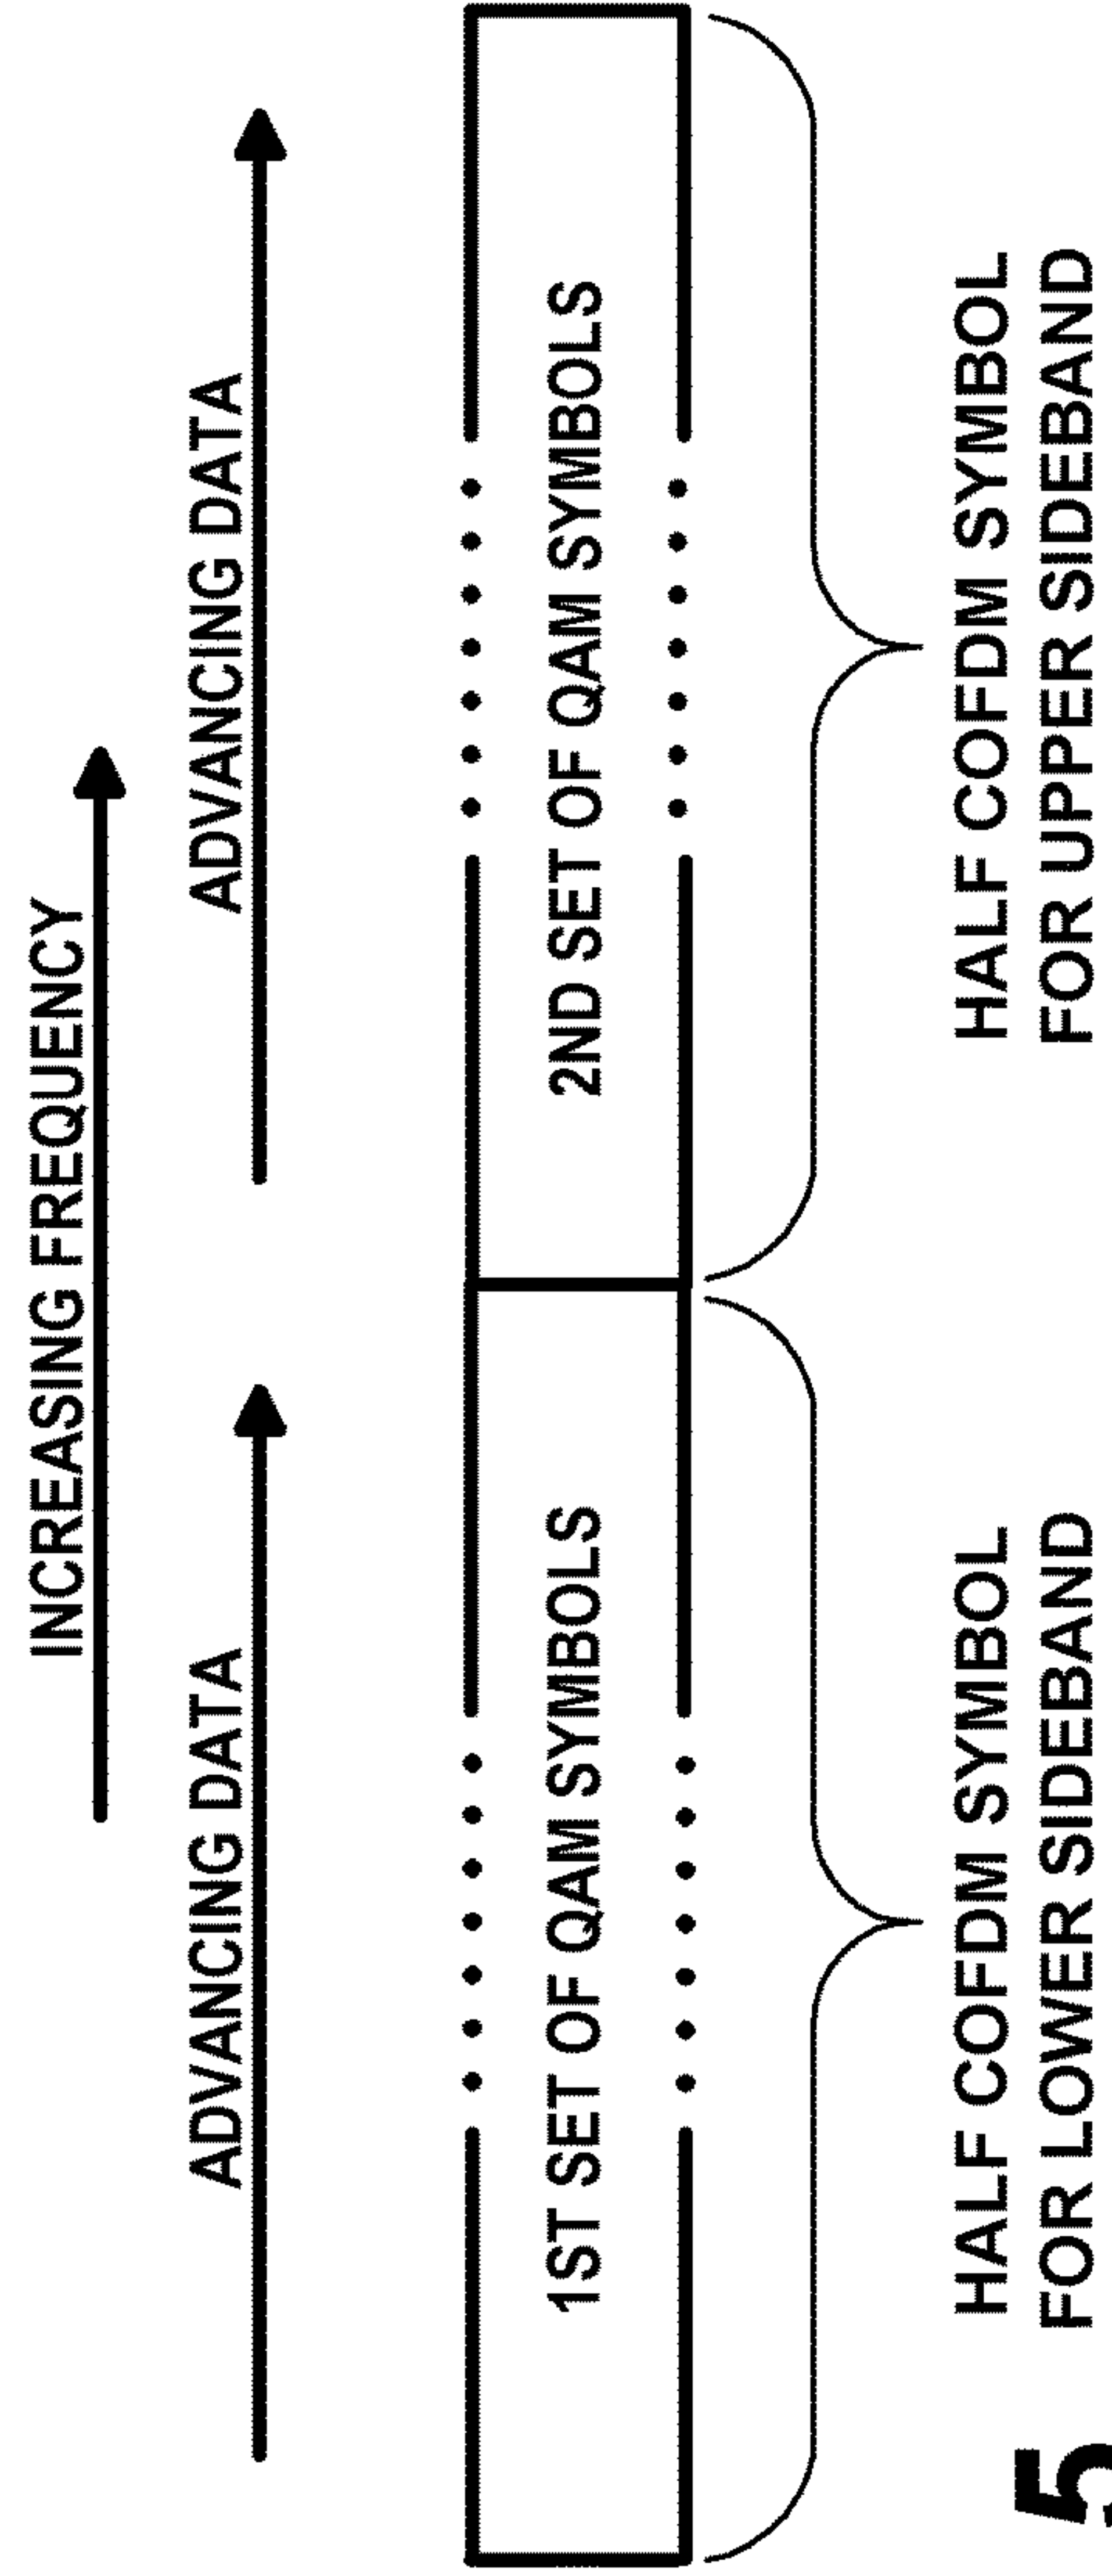 INCREASING FREQUENCY
ADVANCING DATA
ADVANCING DATA
1ST SET OF QAM SYMBOLS
2ND SET OF QAM SYMBOLS
HALF COFDM SYMBOL
FOR LOWER SIDEBAND
HALF COFDM SYMBOL
FOR UPPER SIDEBAND
5